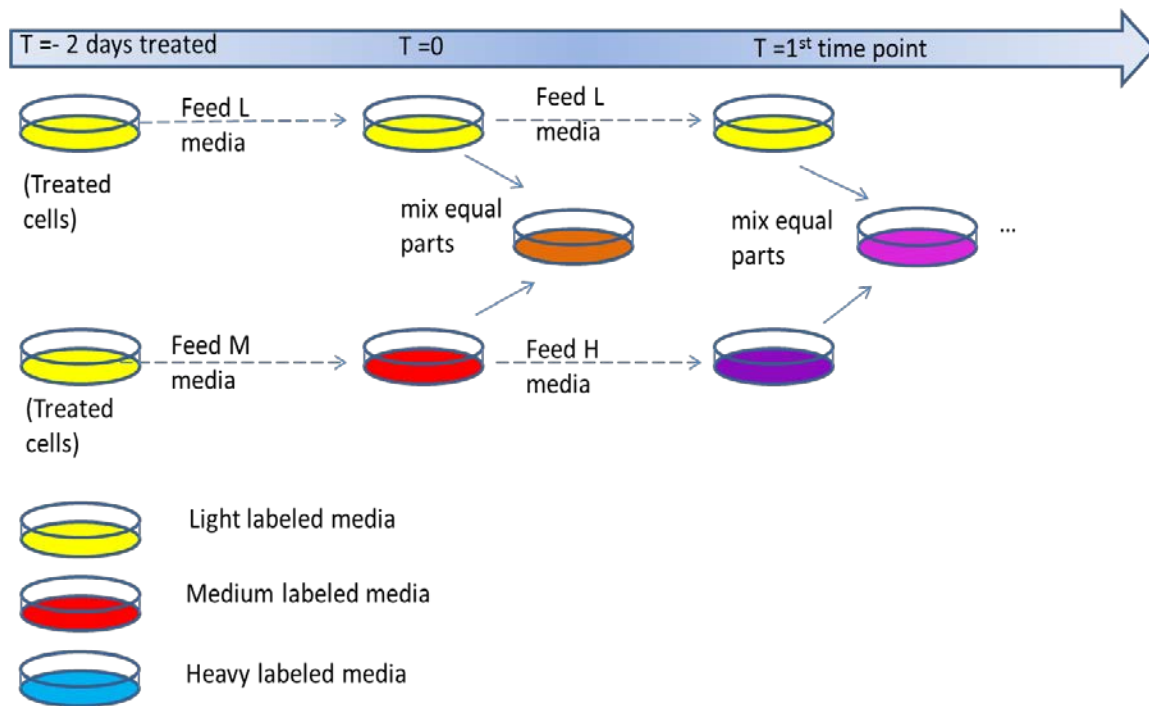 T =- 2 days treated
T =0
T =1st time point
Feed L
media
Feed L
media
(Treated
cells)
mix equal
parts
mix equal
parts
...
Feed M
media
Feed H
media
(Treated
cells)
Light labeled media
Medium labeled media
Heavy labeled media